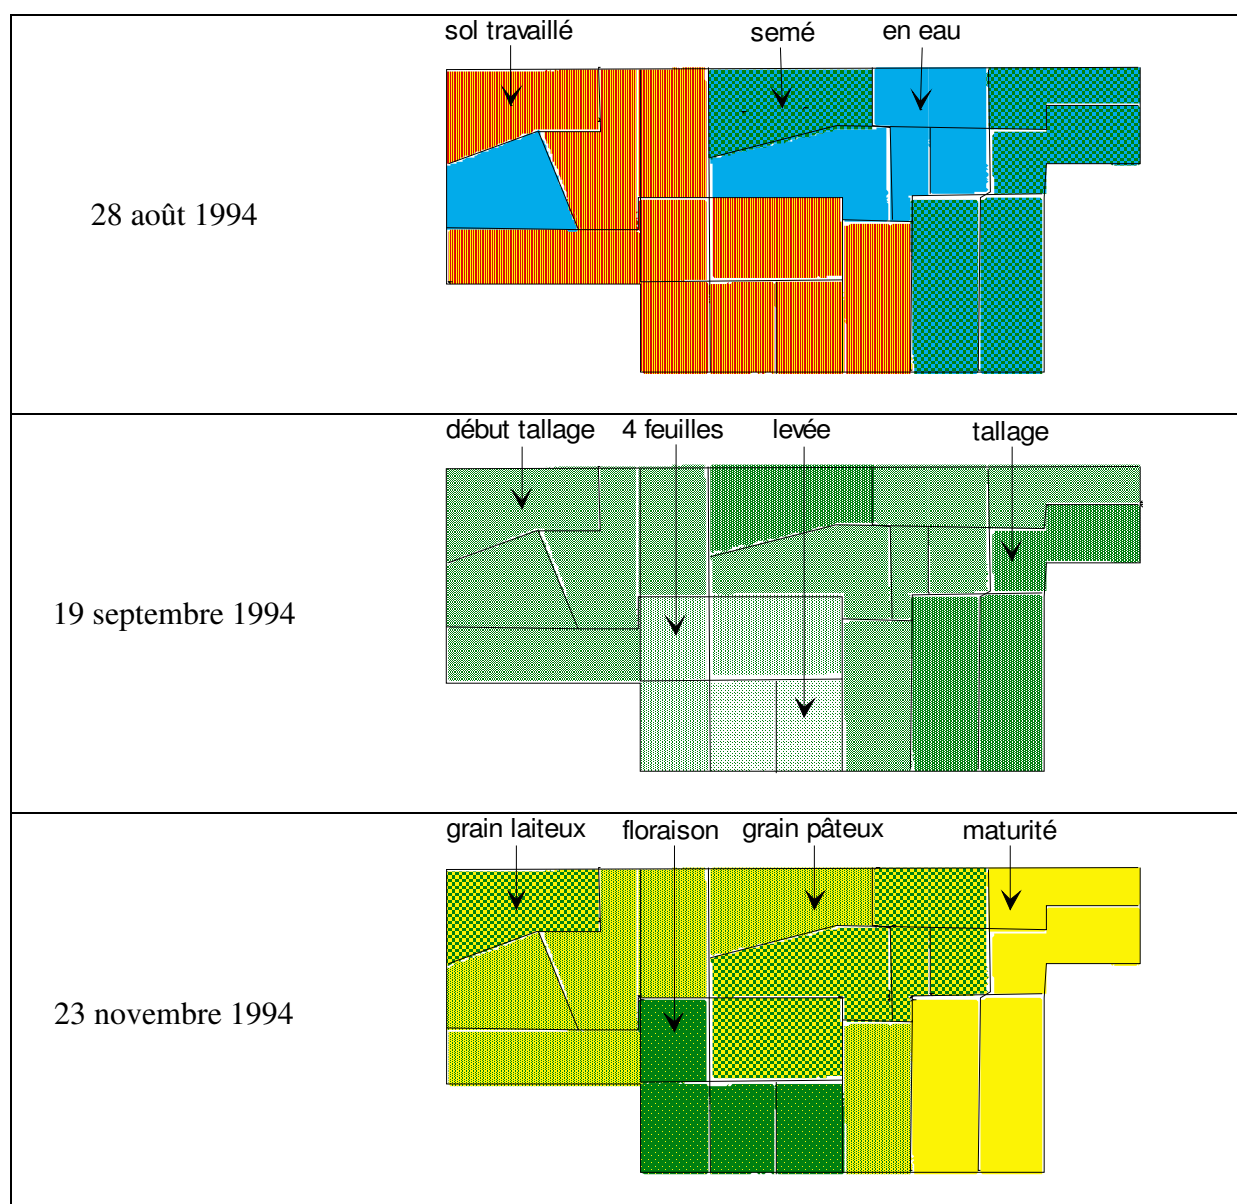 sol travaillé semé en eau
28 août 1994
début tallage 4 feuilles levée tallage
19 septembre 1994
grain laiteux floraison grain pâteux maturité
23 novembre 1994